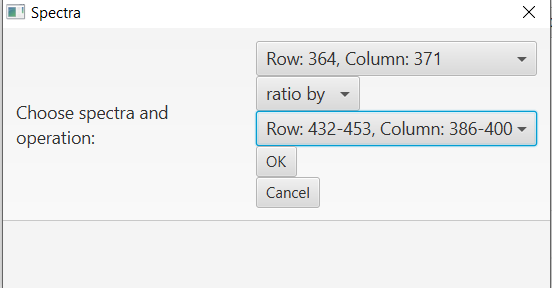 Spectra
Choose spectra and
operation:
Row: 364, Column: 371
ratio by
Row: 432-453, Column: 386-400
OK
Cancel